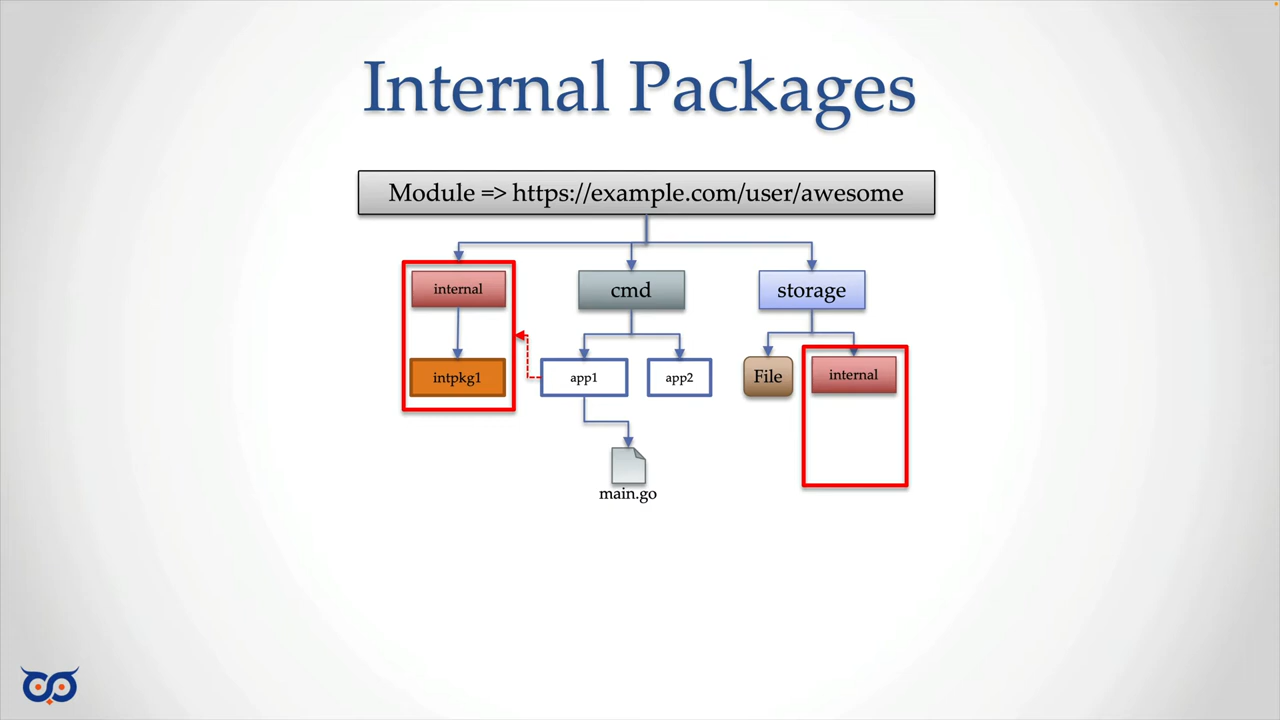 Internal Packages
Module => https://example.com/user/awesome
internal
cmd
storage
intpkg1
app1
app2
File
internal
main.go